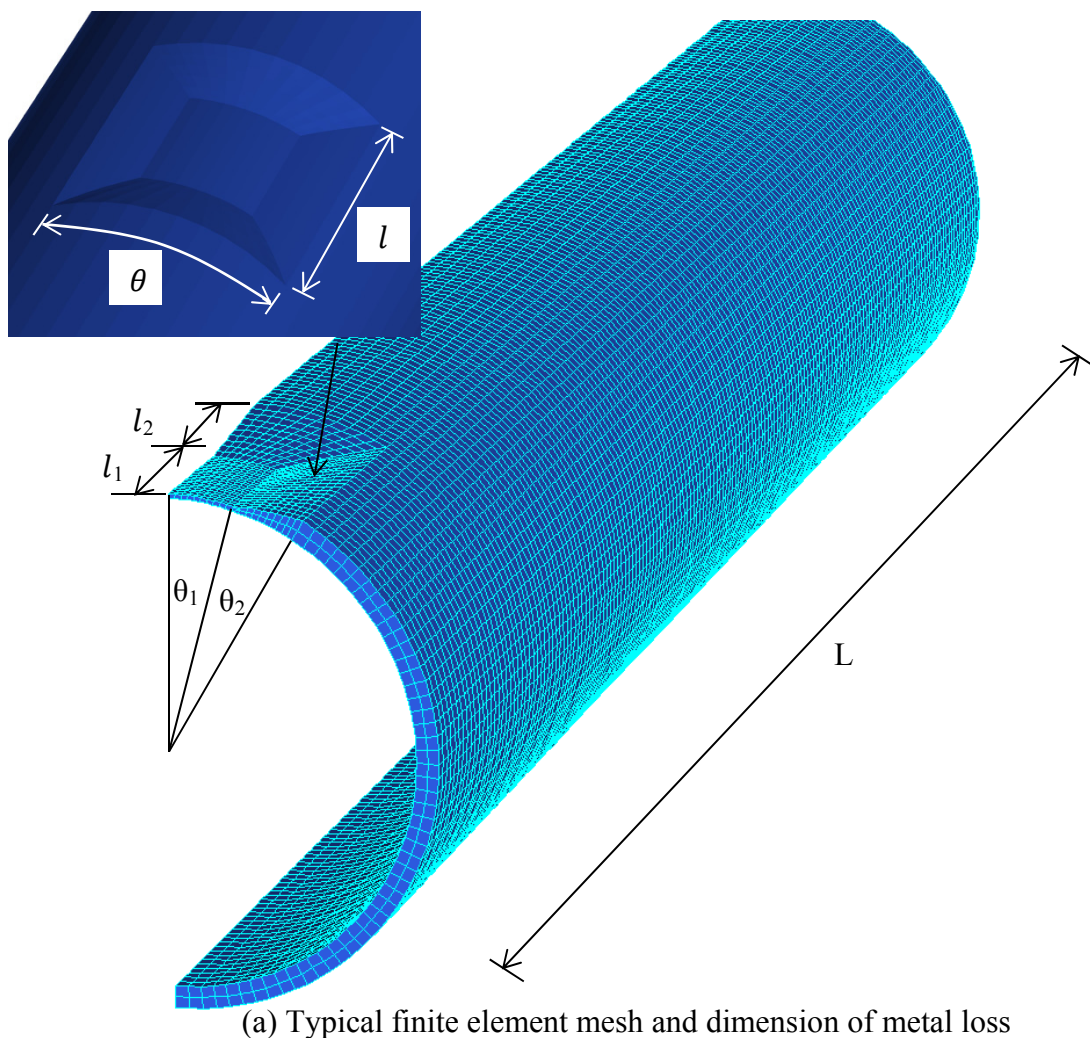 l
θ
l₂
l₁
θ₁
θ₂
L
(a) Typical finite element mesh and dimension of metal loss